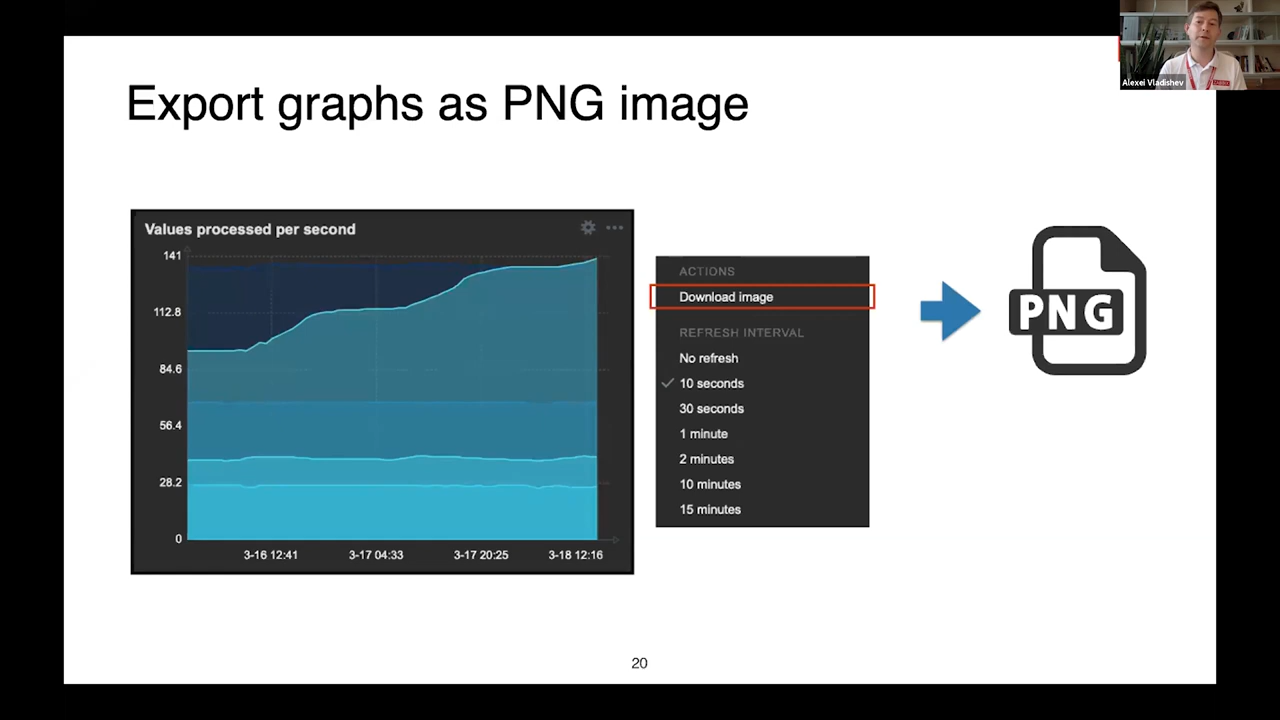 Alexei Vladishev
Export graphs as PNG image
Values processed per second
141
112.8
84.6
56.4
28.2
0
3-16 12:41
3-17 04:33
3-17 20:25
3-18 12:16
ACTIONS
Download image
REFRESH INTERVAL
No refresh
10 seconds
30 seconds
1 minute
2 minutes
10 minutes
15 minutes
PNG
20